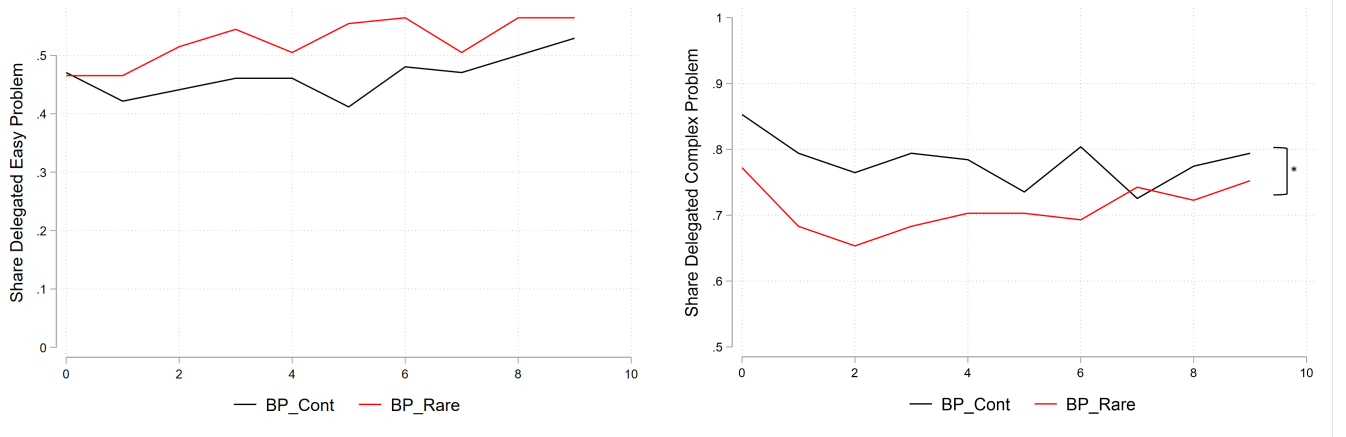 Share Delegated Easy Problem
.5
.4
.3
.2
.1
0
0 2 4 6 8 10
BP_Cont BP_Rare
Share Delegated Complex Problem
1
.9
.8
.7
.6
.5
*
0 2 4 6 8 10
BP_Cont BP_Rare